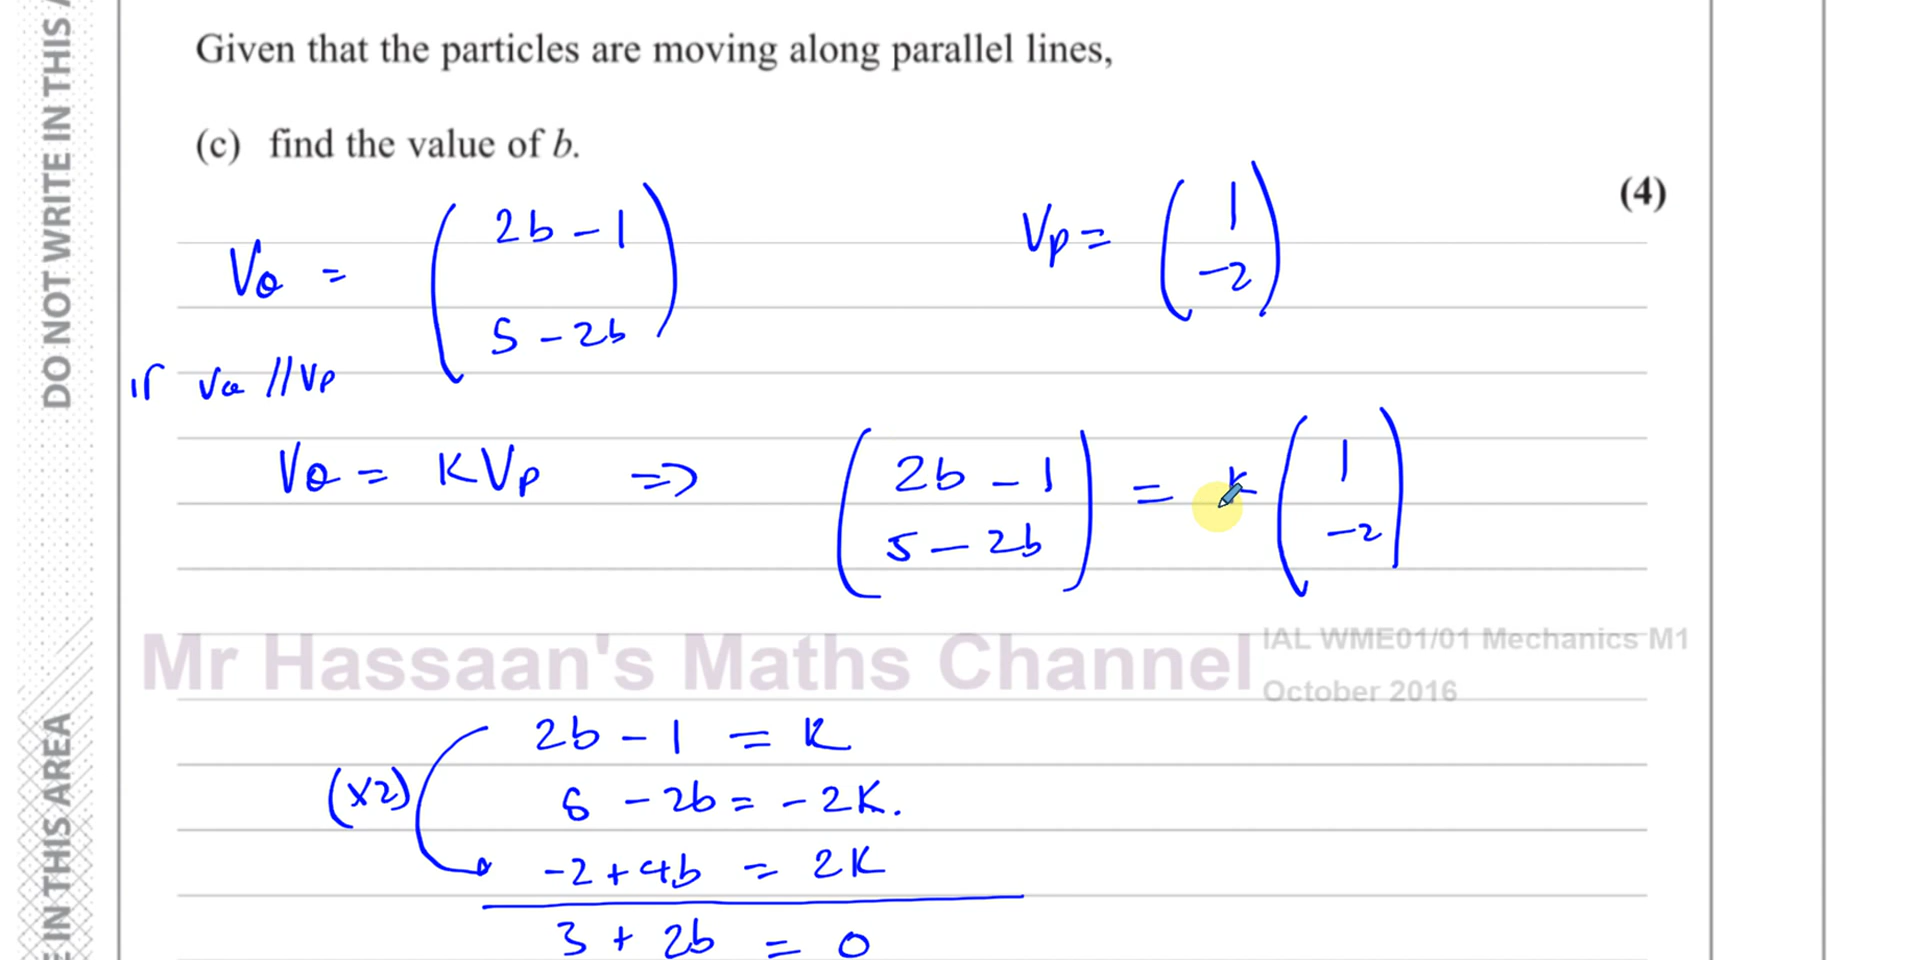 Given that the particles are moving along parallel lines,
(c) find the value of b.
(4)
VQ = ( 2b - 1
5 - 2b )
Vp = ( 1
-2 )
If VQ // Vp
VQ = KVp => ( 2b - 1
5 - 2b ) = k ( 1
-2 )
Mr Hassaan's Maths Channel
IAL WME01/01 Mechanics M1
October 2016
2b - 1 = K
5 - 2b = - 2K.
(x2)
-2 + 4b = 2K
3 + 2b = 0
DO NOT WRITE IN THIS A
E IN THIS AREA